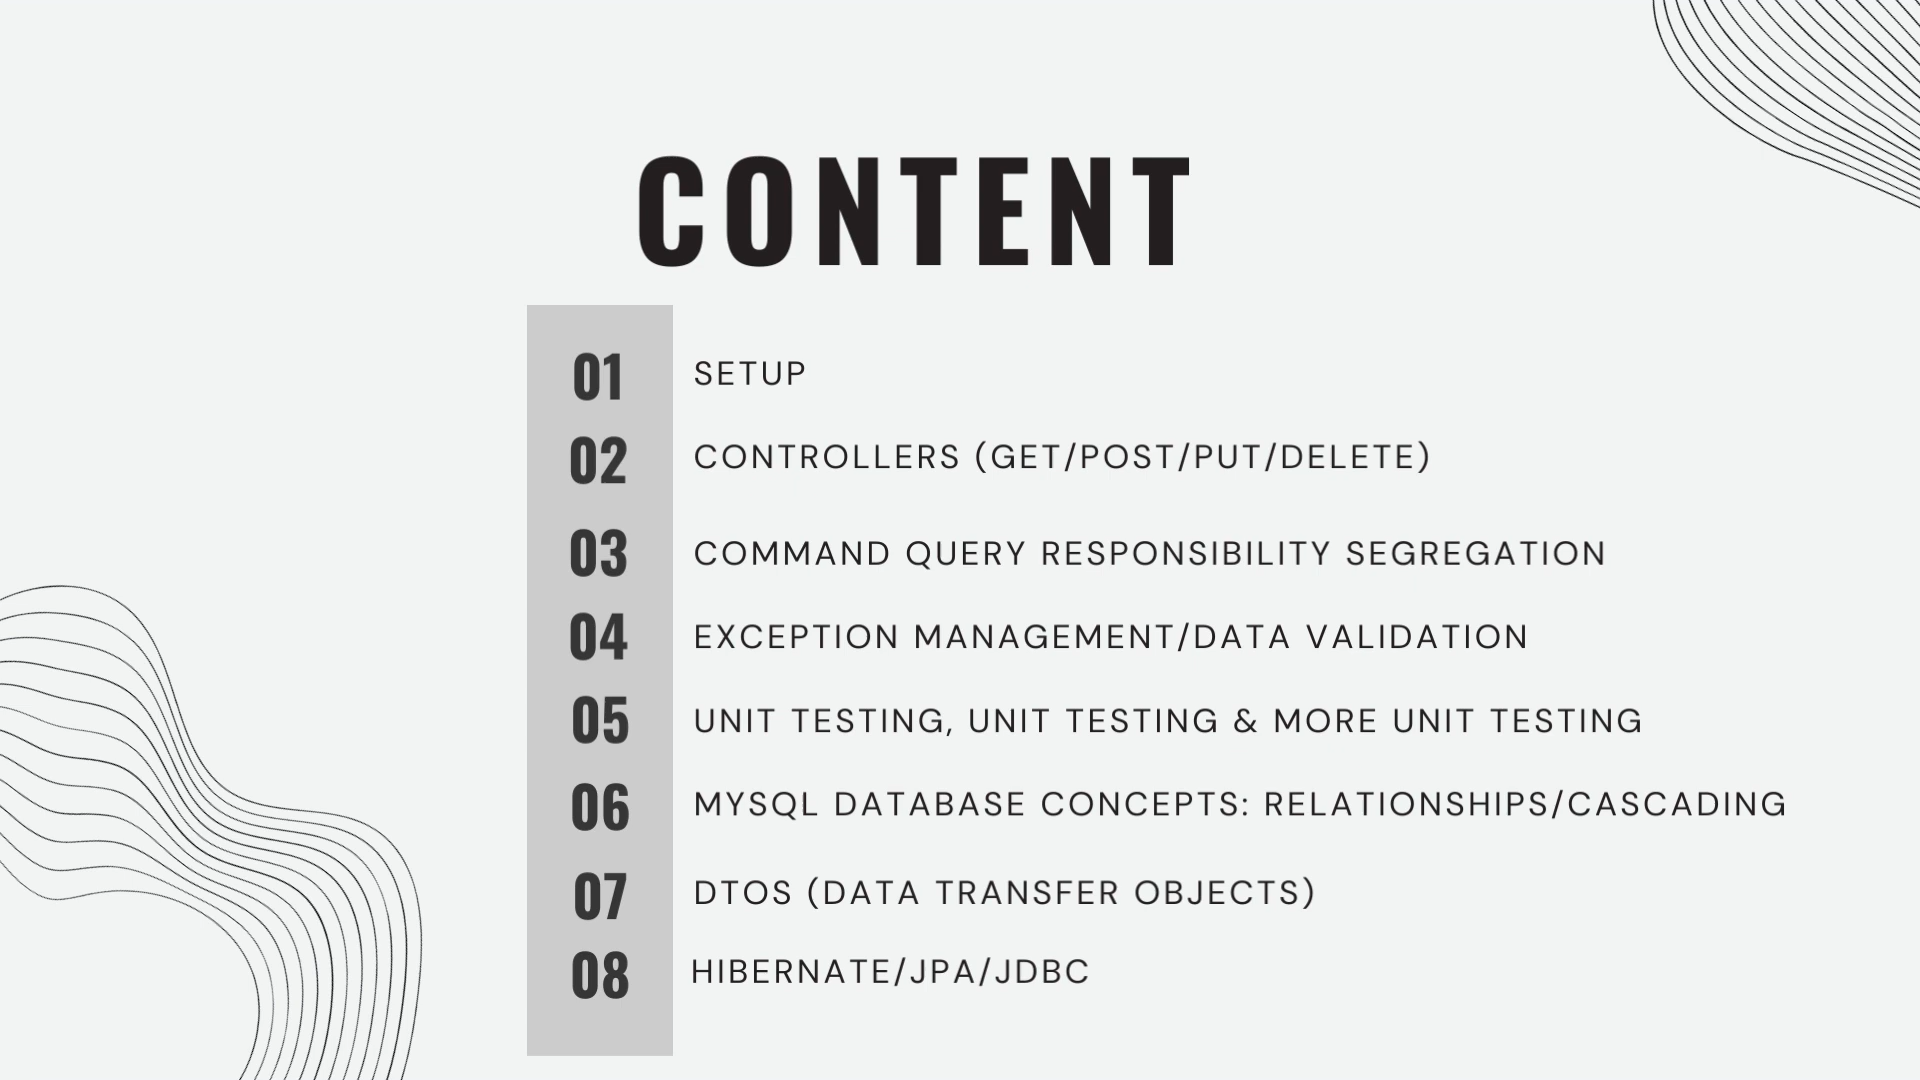 CONTENT
01 SETUP
02 CONTROLLERS (GET/POST/PUT/DELETE)
03 COMMAND QUERY RESPONSIBILITY SEGREGATION
04 EXCEPTION MANAGEMENT/DATA VALIDATION
05 UNIT TESTING, UNIT TESTING & MORE UNIT TESTING
06 MYSQL DATABASE CONCEPTS: RELATIONSHIPS/CASCADING
07 DTOS (DATA TRANSFER OBJECTS)
08 HIBERNATE/JPA/JDBC